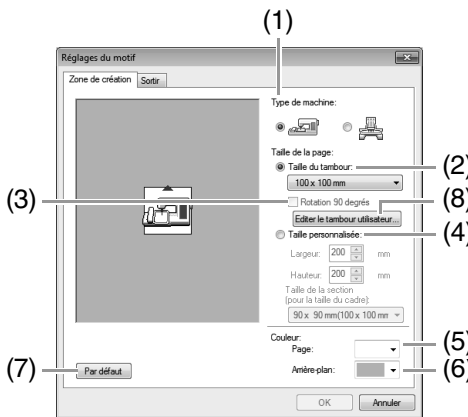 (1)
Réglages du motif
Zone de création
Sortir
Type de machine:
Taille de la page:
Taille du tambour:
(2)
100 x 100 mm
(3)
Rotation 90 degrés
(8)
Editer le tambour utilisateur...
Taille personnalisée:
(4)
Largeur: 200 mm
Hauteur: 200 mm
Taille de la section
(pour la taille du cadre):
90 x 90 mm(100 x 100 mm
Couleur:
Page:
(5)
(7)
Par défaut
Arrière-plan:
(6)
OK
Annuler